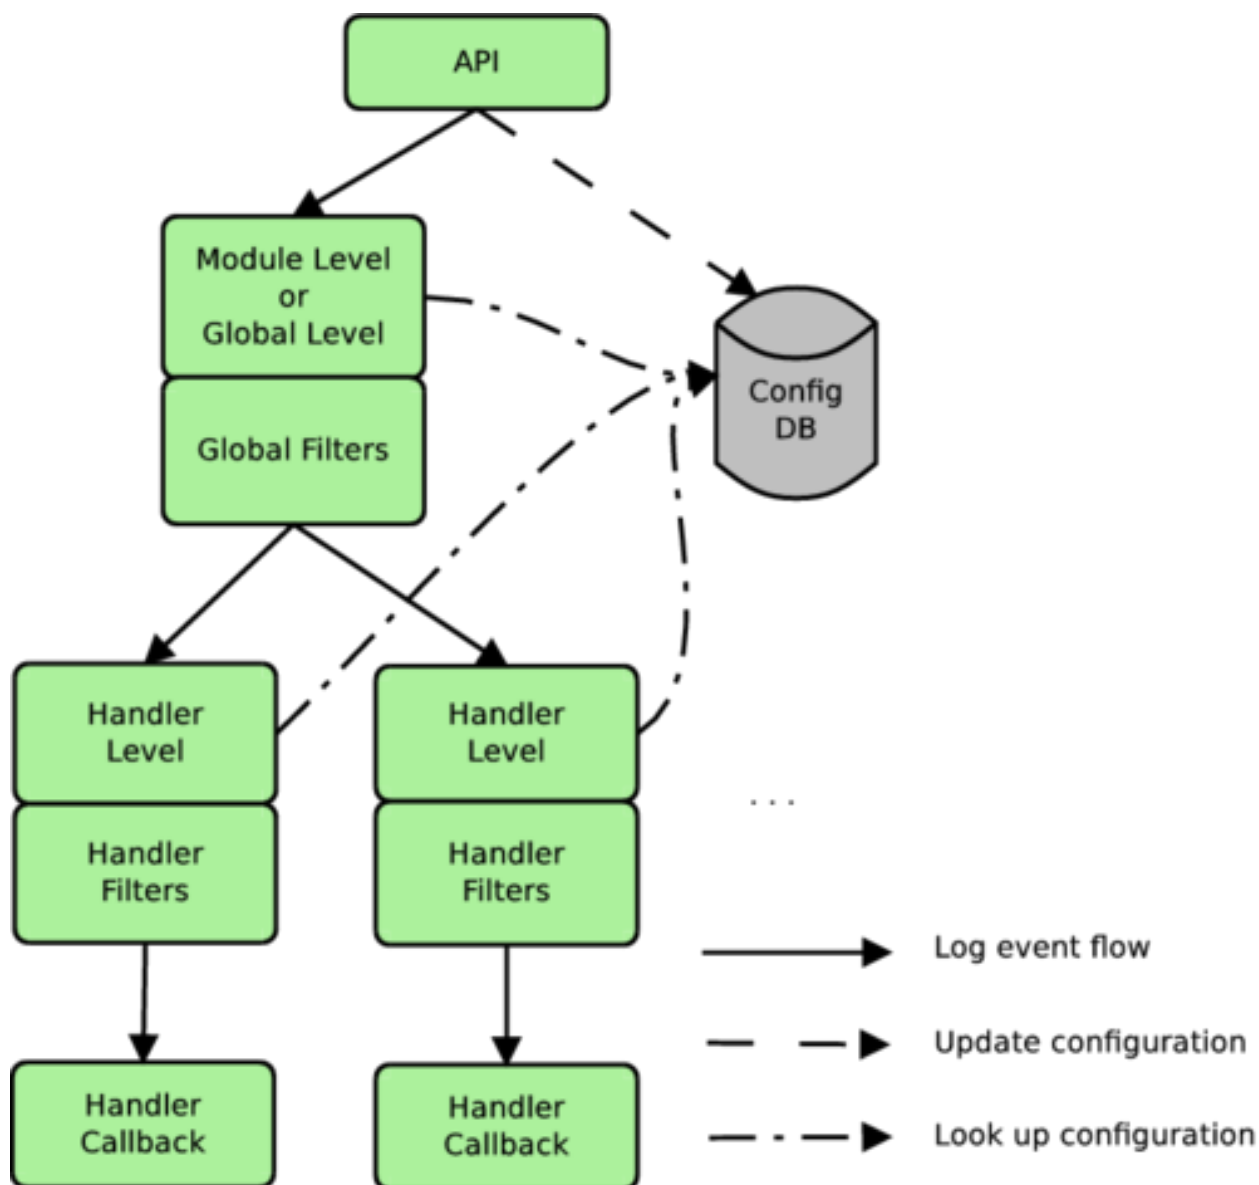 API
Module Level
or
Global Level
Global Filters
Config
DB
Handler
Level
Handler
Filters
Handler
Level
Handler
Filters
. . .
Handler
Callback
Handler
Callback
Log event flow
Update configuration
Look up configuration